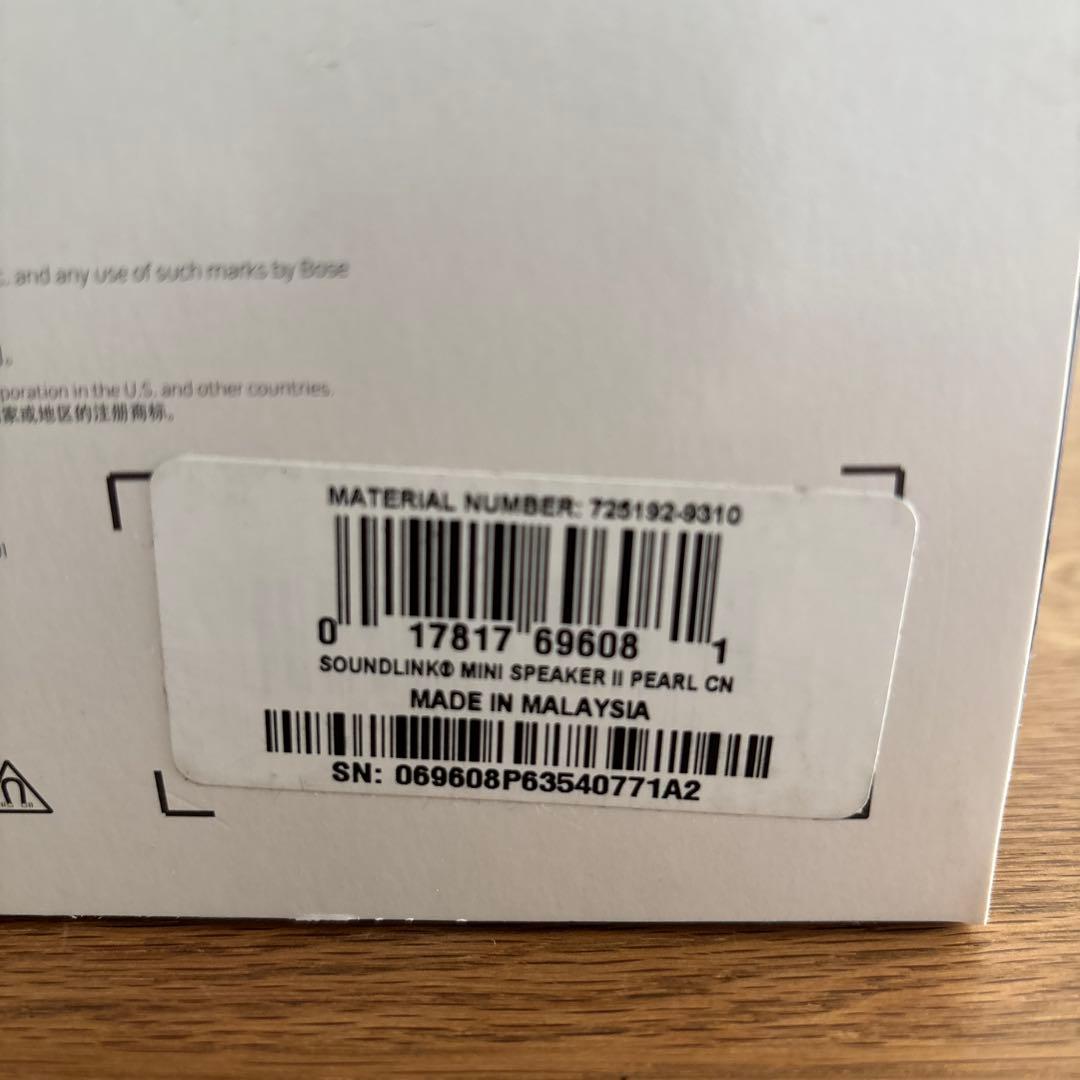 . and any use of such marks by Bose
poration in the U.S. and other countries.
家或地区的注册商标。
MATERIAL NUMBER: 725192-9310
0 17817 69608 1
SOUNDLINK® MINI SPEAKER II PEARL CN
MADE IN MALAYSIA
SN: 069608P63540771A2